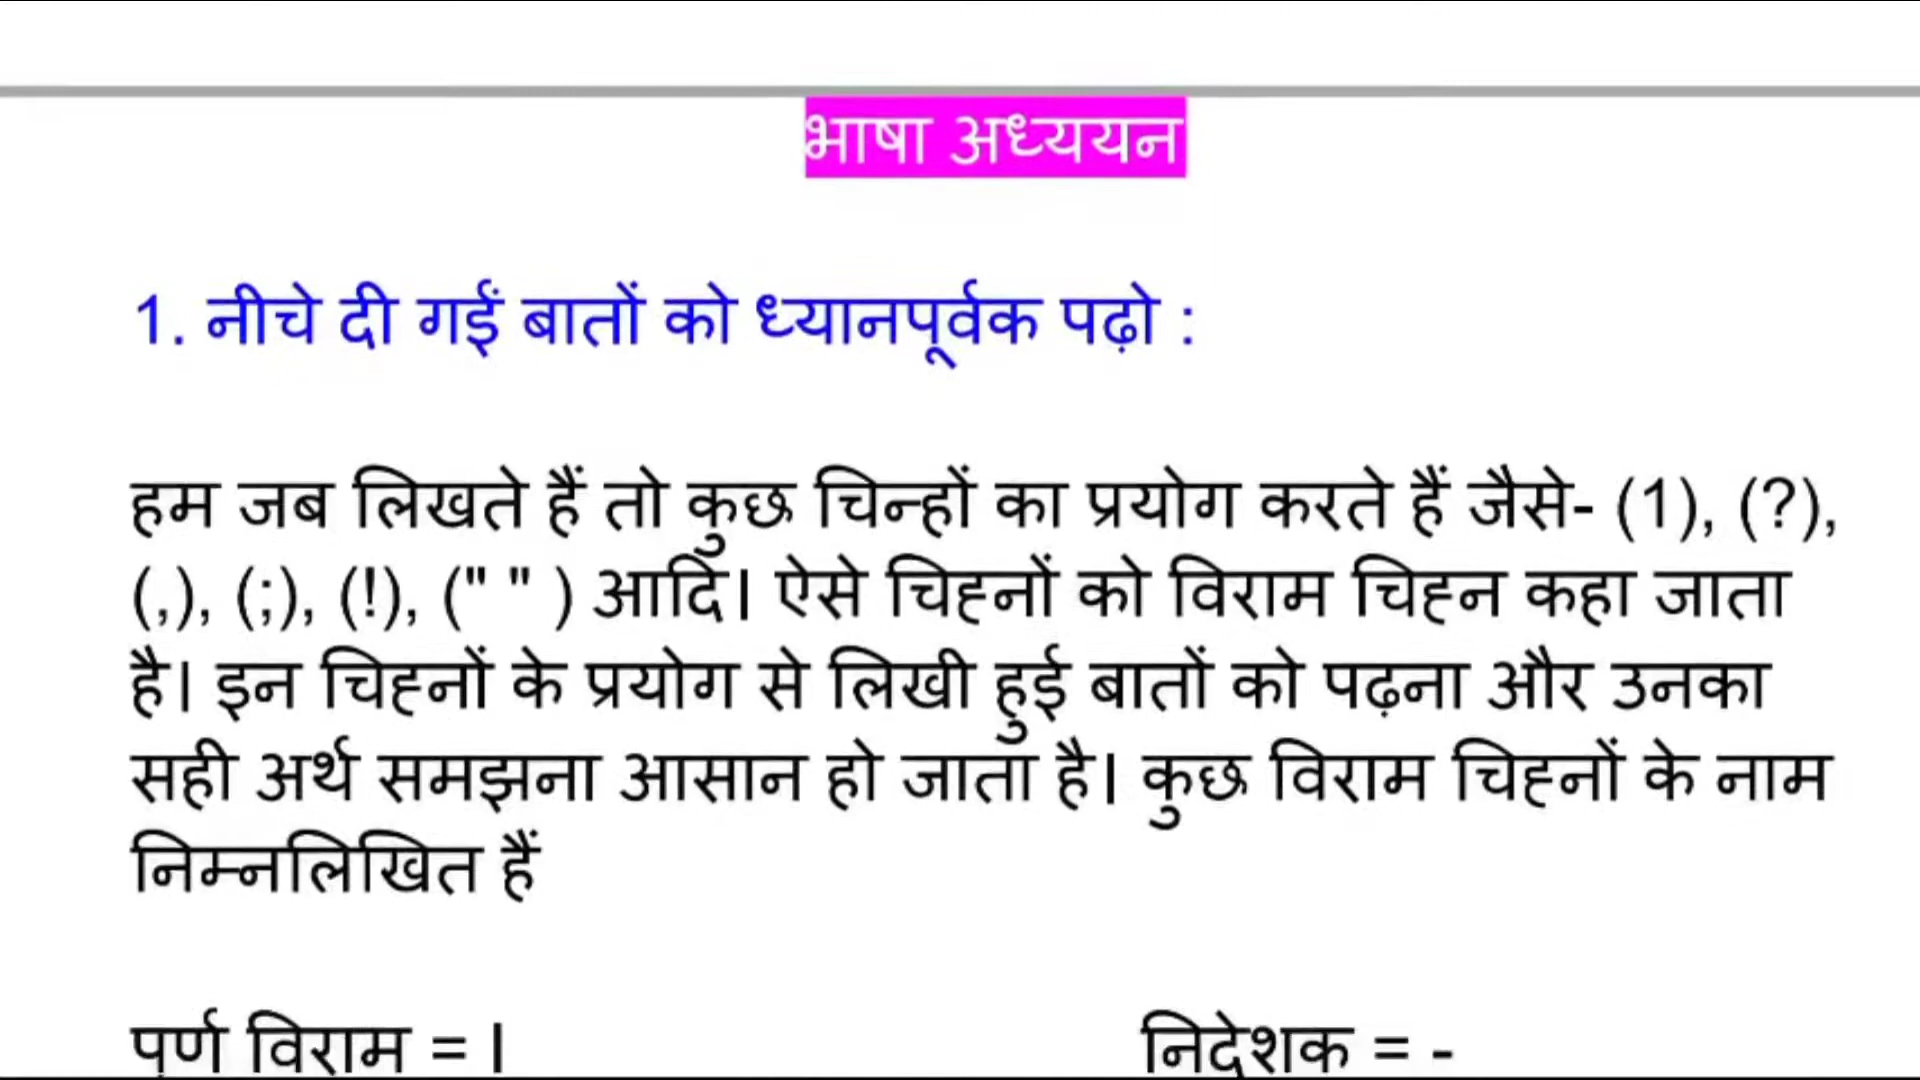 भाषा अध्ययन
1. नीचे दी गईं बातों को ध्यानपूर्वक पढ़ो :
हम जब लिखते हैं तो कुछ चिन्हों का प्रयोग करते हैं जैसे- (1), (?),
(,), (;), (!), (" " ) आदि। ऐसे चिह्नों को विराम चिह्न कहा जाता
है। इन चिह्नों के प्रयोग से लिखी हुई बातों को पढ़ना और उनका
सही अर्थ समझना आसान हो जाता है। कुछ विराम चिह्नों के नाम
निम्नलिखित हैं
पूर्ण विराम = । निदेशक = -